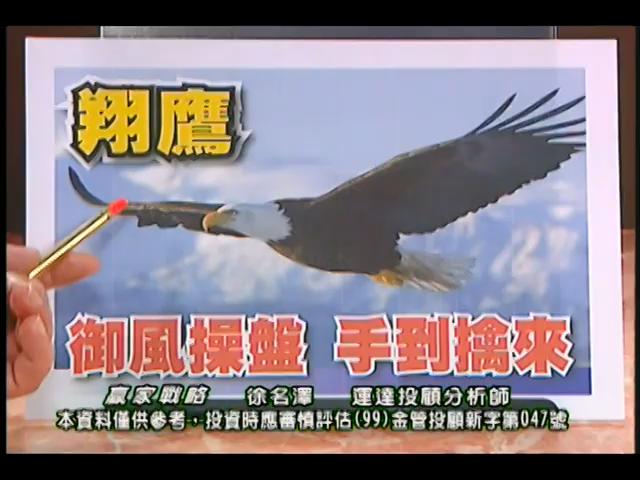 翔鷹
御風操盤 手到擒來
贏家戰略 徐名澤 運達投顧分析師
本資料僅供參考，投資時應審慎評估(99)金管投顧新字第047號